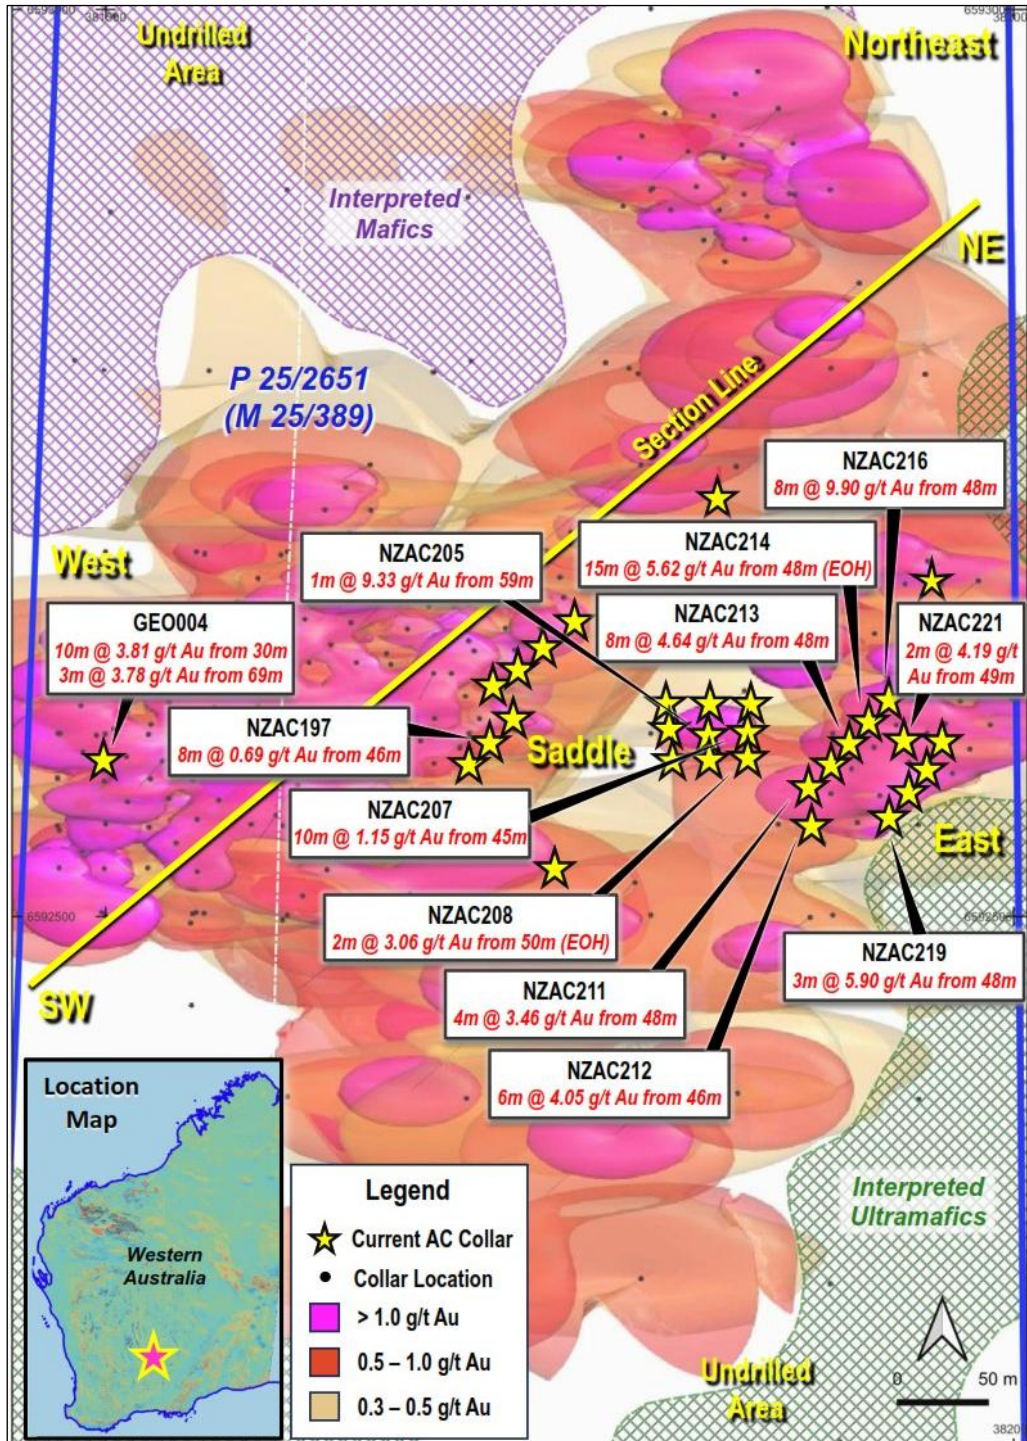 6593000
381600
659300
Undrilled
Area
Northeast
Interpreted
Mafics
NE
P 25/2651
(M 25/389)
Section Line
NZAC216
8m @ 9.90 g/t Au from 48m
West
NZAC205
1m @ 9.33 g/t Au from 59m
NZAC214
15m @ 5.62 g/t Au from 48m (EOH)
GEO004
10m @ 3.81 g/t Au from 30m
3m @ 3.78 g/t Au from 69m
NZAC213
8m @ 4.64 g/t Au from 48m
NZAC221
2m @ 4.19 g/t
Au from 49m
NZAC197
8m @ 0.69 g/t Au from 46m
Saddle
NZAC207
10m @ 1.15 g/t Au from 45m
East
6592500
NZAC208
2m @ 3.06 g/t Au from 50m (EOH)
NZAC219
3m @ 5.90 g/t Au from 48m
SW
NZAC211
4m @ 3.46 g/t Au from 48m
NZAC212
6m @ 4.05 g/t Au from 46m
Location
Map
Western
Australia
Legend
Current AC Collar
Collar Location
> 1.0 g/t Au
0.5 – 1.0 g/t Au
0.3 – 0.5 g/t Au
Interpreted
Ultramafics
Undrilled
Area
50 m
3820